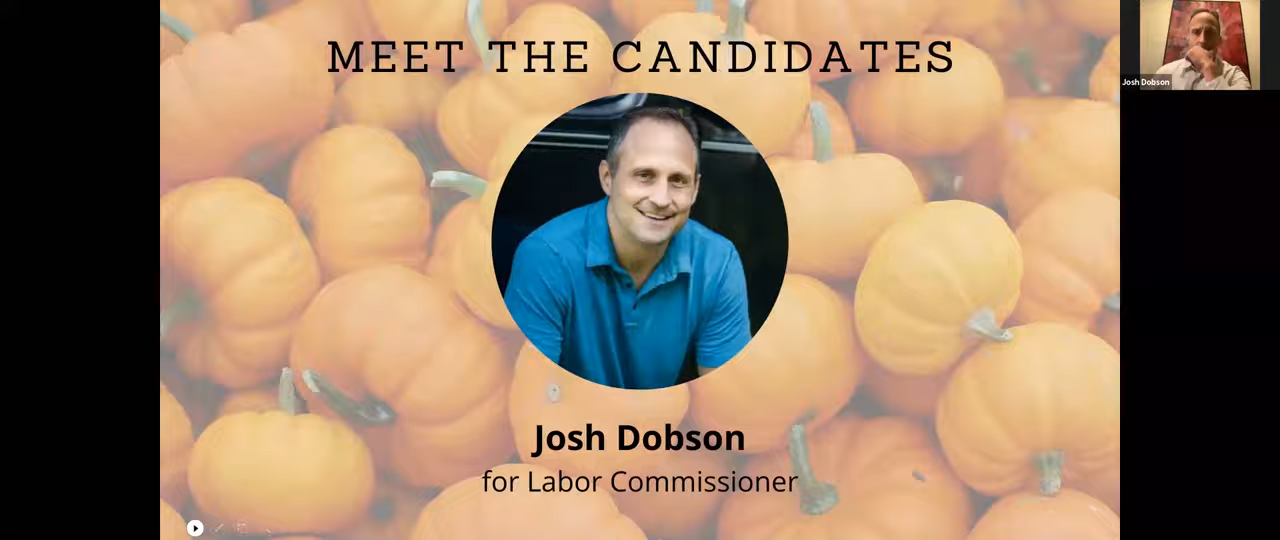 MEET THE CANDIDATES
Josh Dobson
Josh Dobson
for Labor Commissioner